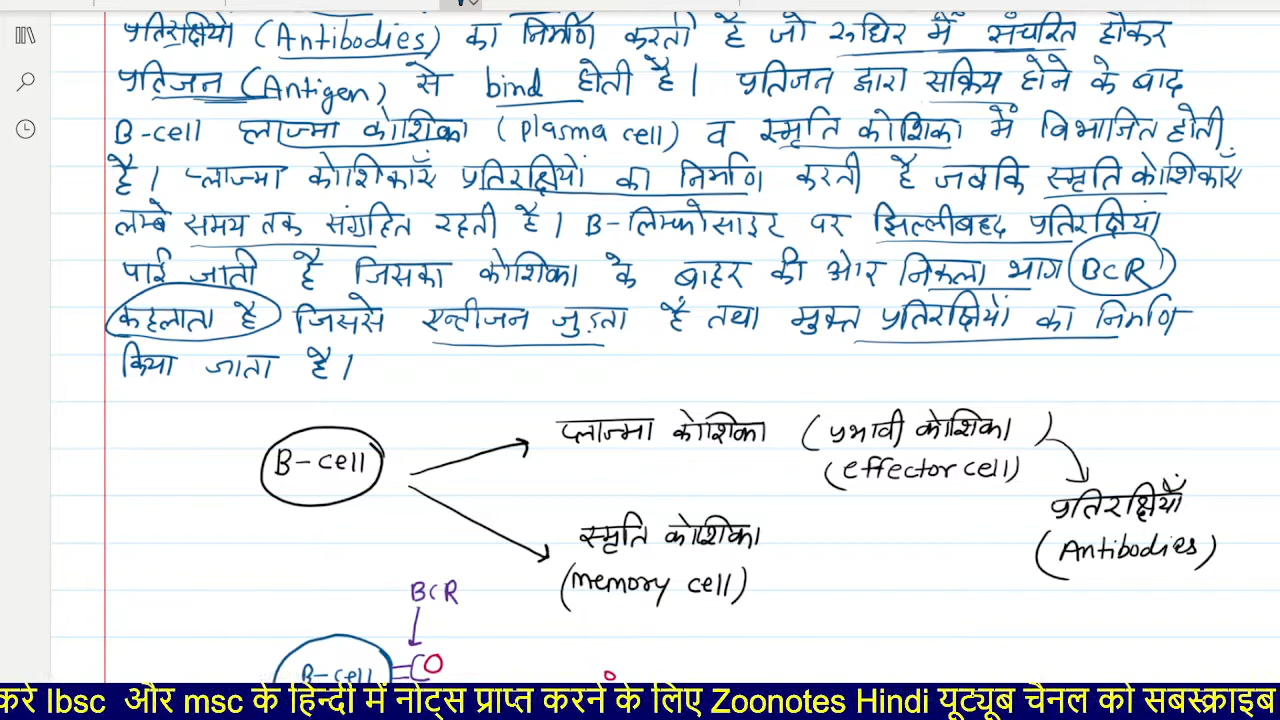 प्रतिरक्षियों (Antibodies) का निर्माण करती है जो रुधिर में संचरित होकर
प्रतिजन (Antigen) से bind होती है। प्रतिजन द्वारा सक्रिय होने के बाद
B-cell प्लाज्मा कोशिका (Plasma cell) व स्मृति कोशिका में विभाजित होती
है। प्लाज्मा कोशिकाएँ प्रतिरक्षियों का निर्माण करती है जबकि स्मृति कोशिकाएँ
लम्बे समय तक संग्रहित रहती है। B-लिम्फोसाइट पर झिल्लीबद्ध प्रतिरक्षियां
पाई जाती है जिसका कोशिका के बाहर की ओर निकला भाग BCR
कहलाता है जिससे एन्टीजन जुड़ता है तथा मुक्त प्रतिरक्षियों का निर्माण
किया जाता है।
B-cell
प्लाज्मा कोशिका (प्रभावी कोशिका)
(effector cell)
प्रतिरक्षियाँ
(Antibodies)
स्मृति कोशिका
(memory cell)
BCR
B-cell
करे lbsc और msc के हिन्दी में नोट्स प्राप्त करने के लिए Zoonotes Hindi यूट्यूब चैनल को सबस्क्राइब